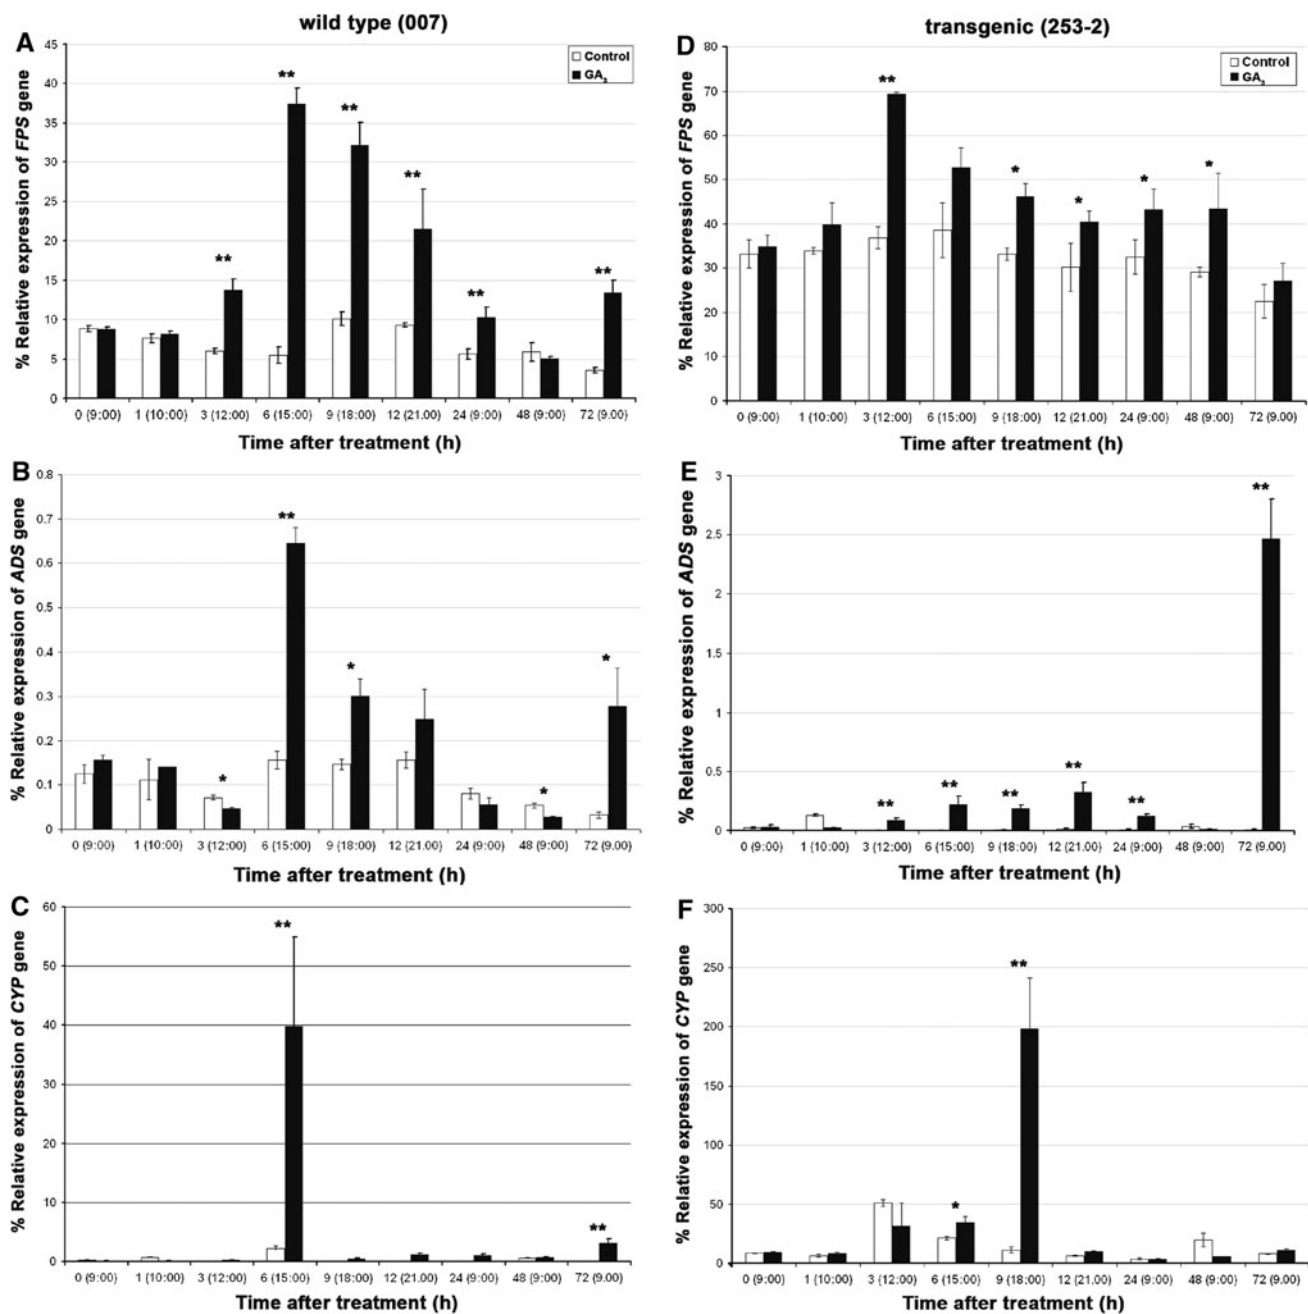 wild type (007)
A
% Relative expression of FPS gene
45
40
35
30
25
20
15
10
5
0
Control
GA3
**
**
**
**
**
**
0 (9:00) 1 (10:00) 3 (12:00) 6 (15:00) 9 (18:00) 12 (21.00) 24 (9:00) 48 (9:00) 72 (9.00)
Time after treatment (h)
B
% Relative expression of ADS gene
0.8
0.7
0.6
0.5
0.4
0.3
0.2
0.1
0
*
**
*
*
*
0 (9:00) 1 (10:00) 3 (12:00) 6 (15:00) 9 (18:00) 12 (21.00) 24 (9:00) 48 (9:00) 72 (9.00)
Time after treatment (h)
C
% Relative expression of CYP gene
60
50
40
30
20
10
0
**
**
0 (9:00) 1 (10:00) 3 (12:00) 6 (15:00) 9 (18:00) 12 (21.00) 24 (9:00) 48 (9:00) 72 (9.00)
Time after treatment (h)
transgenic (253-2)
D
% Relative expression of FPS gene
80
70
60
50
40
30
20
10
0
Control
GA3
**
*
*
*
*
0 (9:00) 1 (10:00) 3 (12:00) 6 (15:00) 9 (18:00) 12 (21.00) 24 (9:00) 48 (9:00) 72 (9.00)
Time after treatment (h)
E
% Relative expression of ADS gene
3
2.5
2
1.5
1
0.5
0
**
**
**
**
**
**
0 (9:00) 1 (10:00) 3 (12:00) 6 (15:00) 9 (18:00) 12 (21.00) 24 (9:00) 48 (9:00) 72 (9.00)
Time after treatment (h)
F
% Relative expression of CYP gene
300
250
200
150
100
50
0
*
**
0 (9:00) 1 (10:00) 3 (12:00) 6 (15:00) 9 (18:00) 12 (21.00) 24 (9:00) 48 (9:00) 72 (9.00)
Time after treatment (h)